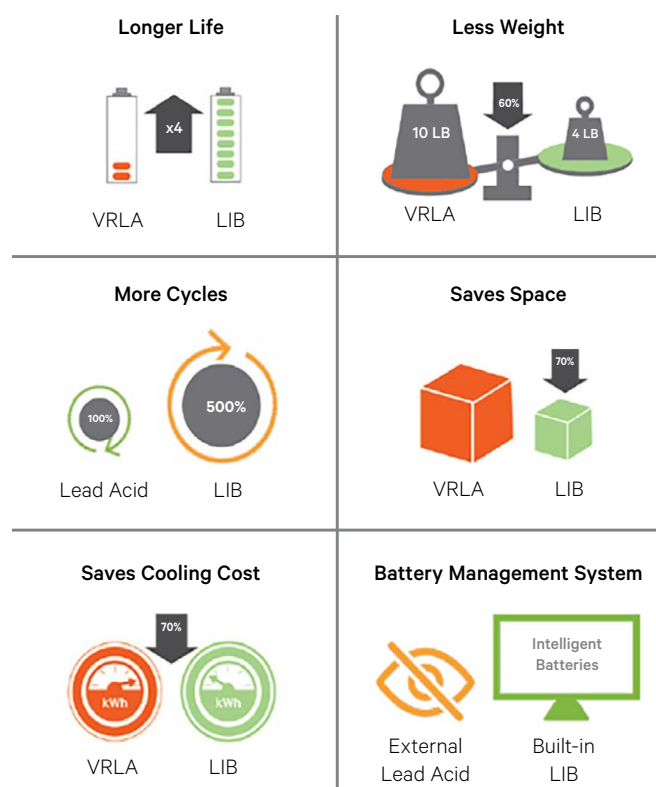 Longer Life
x4
VRLA
LIB
Less Weight
10 LB
60%
4 LB
VRLA
LIB
More Cycles
100%
500%
Lead Acid
LIB
Saves Space
70%
VRLA
LIB
Saves Cooling Cost
70%
kWh
kWh
VRLA
LIB
Battery Management System
Intelligent
Batteries
External
Lead Acid
Built-in
LIB